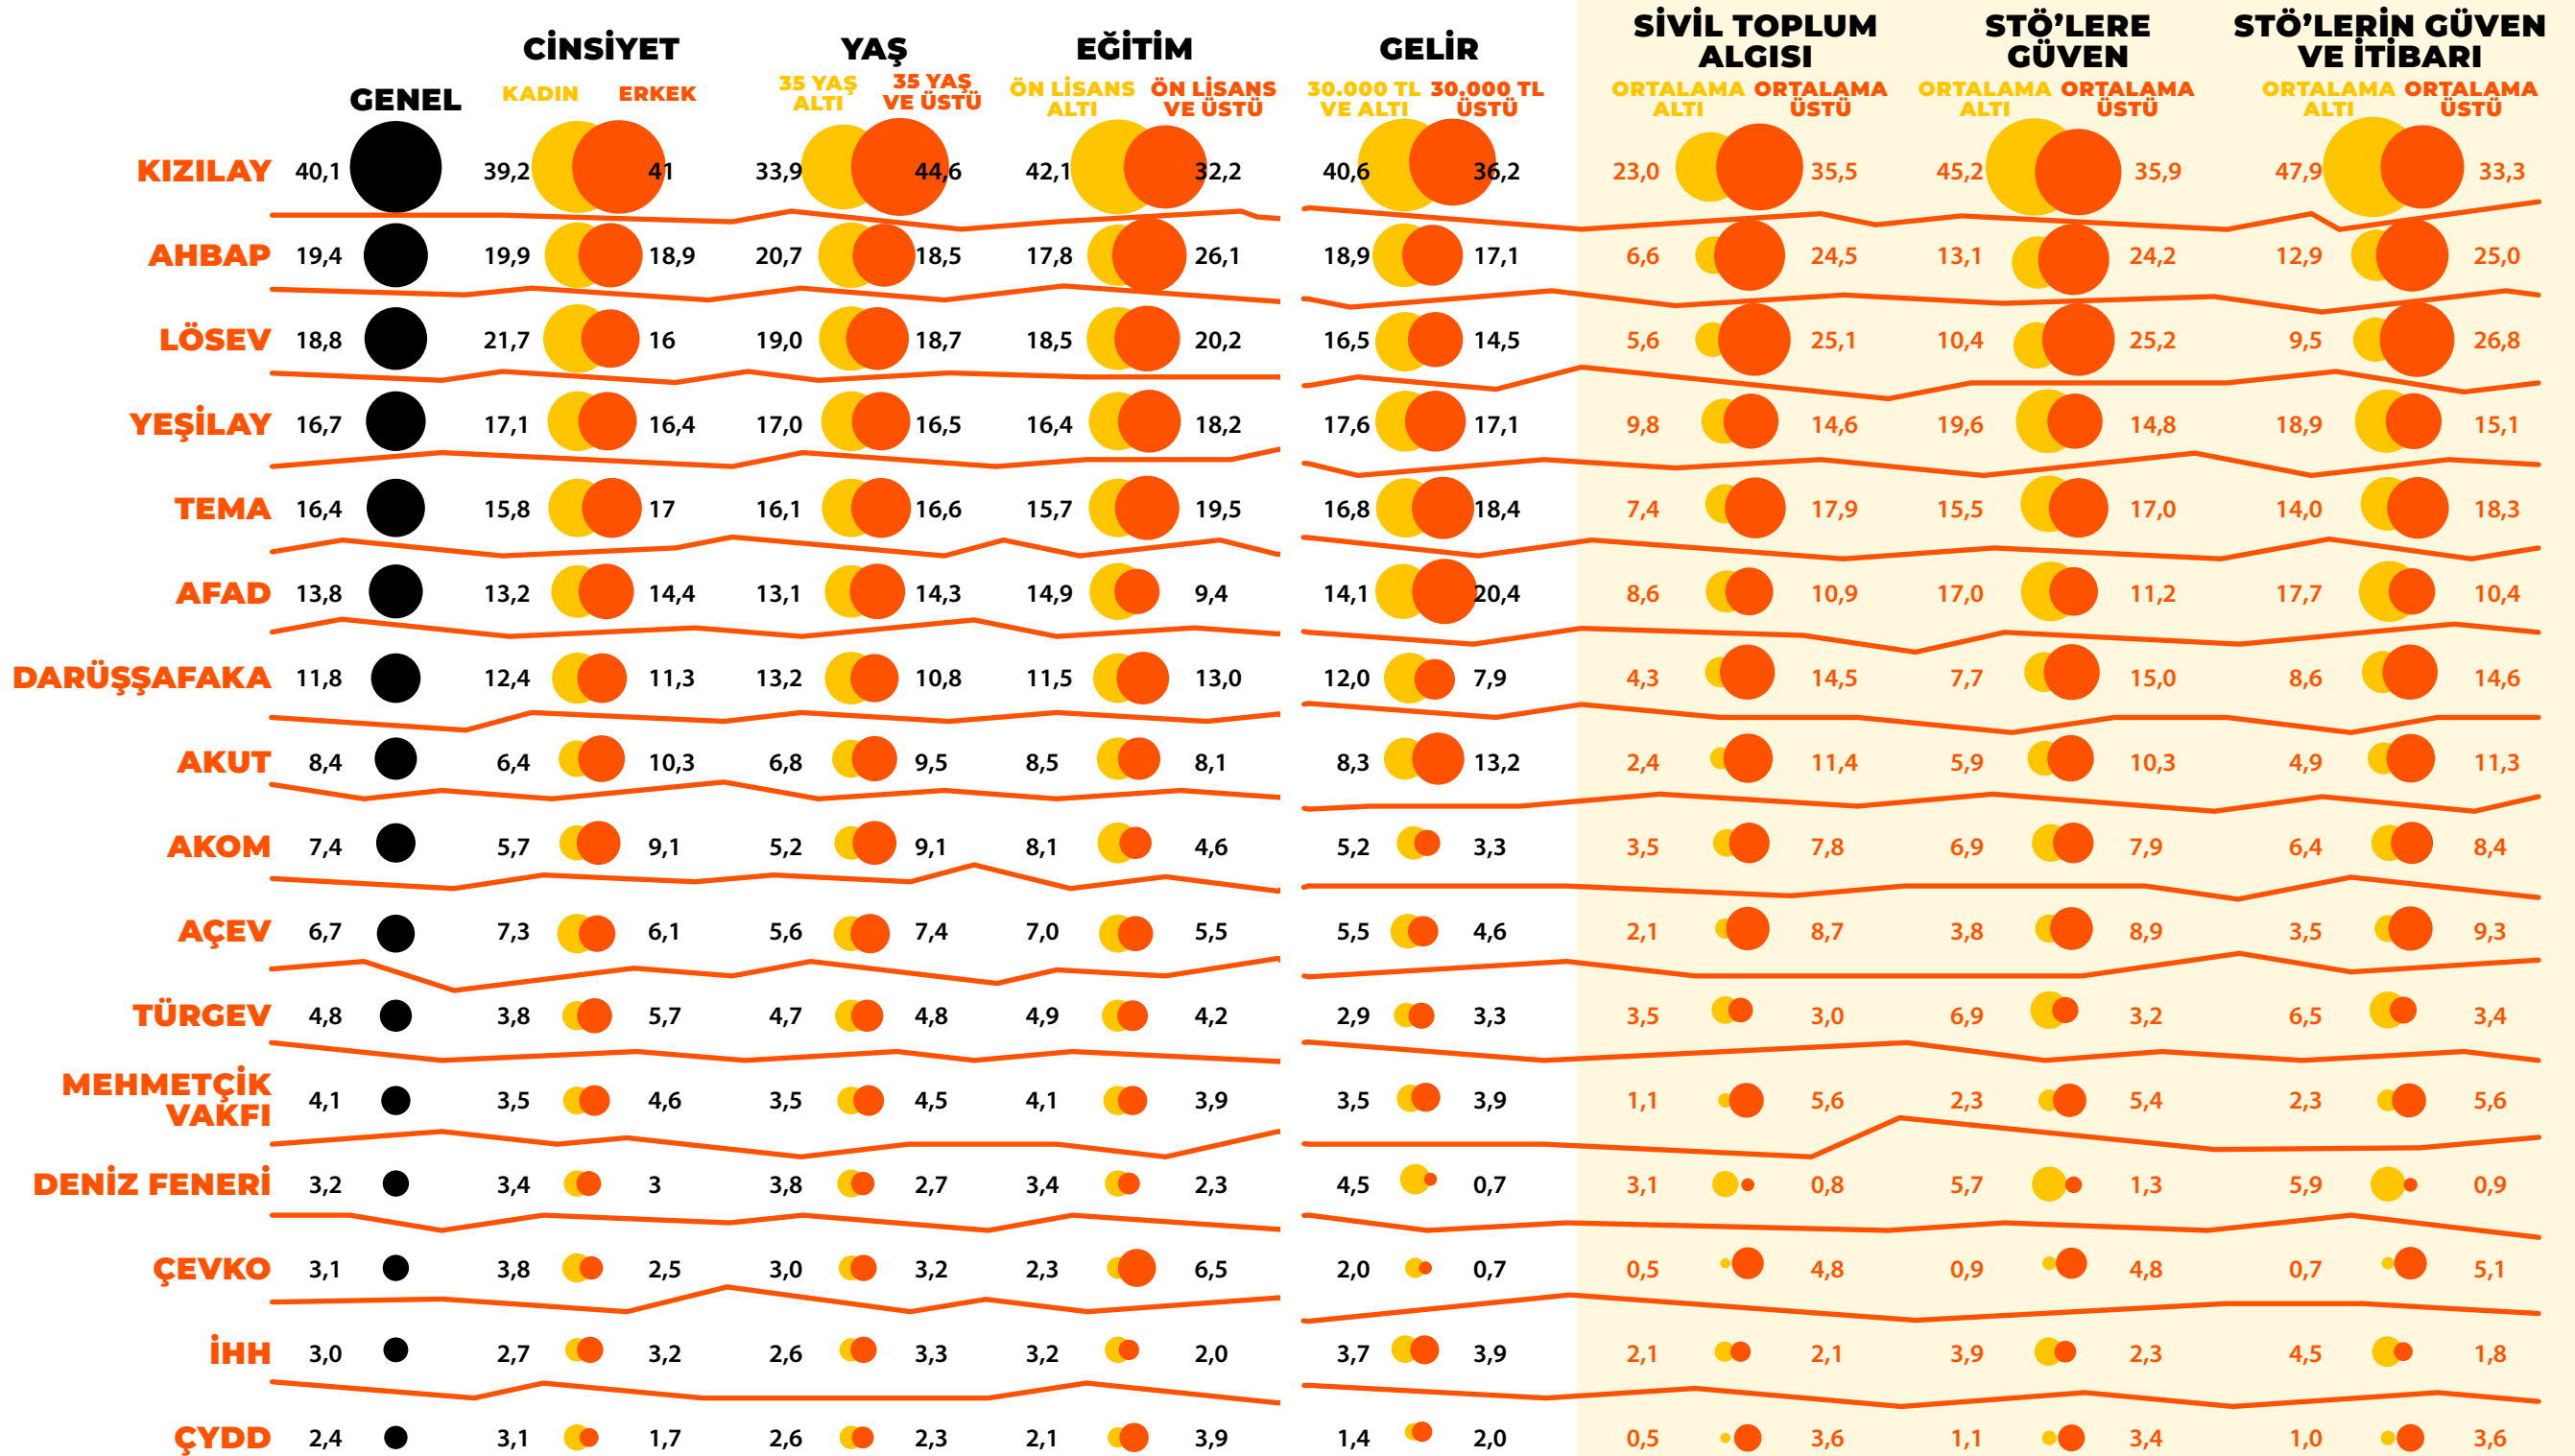 CİNSİYET YAŞ EĞİTİM GELİR SİVİL TOPLUM ALGISI STÖ'LERE GÜVEN STÖ'LERİN GÜVEN VE İTİBARI
GENEL KADIN ERKEK 35 YAŞ ALTI 35 YAŞ VE ÜSTÜ ÖN LİSANS ALTI ÖN LİSANS VE ÜSTÜ 30.000 TL VE ALTI 30.000 TL ÜSTÜ ORTALAMA ALTI ORTALAMA ÜSTÜ ORTALAMA ALTI ORTALAMA ÜSTÜ ORTALAMA ALTI ORTALAMA ÜSTÜ
KIZILAY 40,1 39,2 41 33,9 44,6 42,1 32,2 40,6 36,2 23,0 35,5 45,2 35,9 47,9 33,3
AHBAP 19,4 19,9 18,9 20,7 18,5 17,8 26,1 18,9 17,1 6,6 24,5 13,1 24,2 12,9 25,0
LÖSEV 18,8 21,7 16 19,0 18,7 18,5 20,2 16,5 14,5 5,6 25,1 10,4 25,2 9,5 26,8
YEŞİLAY 16,7 17,1 16,4 17,0 16,5 16,4 18,2 17,6 17,1 9,8 14,6 19,6 14,8 18,9 15,1
TEMA 16,4 15,8 17 16,1 16,6 15,7 19,5 16,8 18,4 7,4 17,9 15,5 17,0 14,0 18,3
AFAD 13,8 13,2 14,4 13,1 14,3 14,9 9,4 14,1 20,4 8,6 10,9 17,0 11,2 17,7 10,4
DARÜŞŞAFAKA 11,8 12,4 11,3 13,2 10,8 11,5 13,0 12,0 7,9 4,3 14,5 7,7 15,0 8,6 14,6
AKUT 8,4 6,4 10,3 6,8 9,5 8,5 8,1 8,3 13,2 2,4 11,4 5,9 10,3 4,9 11,3
AKOM 7,4 5,7 9,1 5,2 9,1 8,1 4,6 5,2 3,3 3,5 7,8 6,9 7,9 6,4 8,4
AÇEV 6,7 7,3 6,1 5,6 7,4 7,0 5,5 5,5 4,6 2,1 8,7 3,8 8,9 3,5 9,3
TÜRGEV 4,8 3,8 5,7 4,7 4,8 4,9 4,2 2,9 3,3 3,5 3,0 6,9 3,2 6,5 3,4
MEHMETÇİK VAKFI 4,1 3,5 4,6 3,5 4,5 4,1 3,9 3,5 3,9 1,1 5,6 2,3 5,4 2,3 5,6
DENİZ FENERİ 3,2 3,4 3 3,8 2,7 3,4 2,3 4,5 0,7 3,1 0,8 5,7 1,3 5,9 0,9
ÇEVKO 3,1 3,8 2,5 3,0 3,2 2,3 6,5 2,0 0,7 0,5 4,8 0,9 4,8 0,7 5,1
İHH 3,0 2,7 3,2 2,6 3,3 3,2 2,0 3,7 3,9 2,1 2,1 3,9 2,3 4,5 1,8
ÇYDD 2,4 3,1 1,7 2,6 2,3 2,1 3,9 1,4 2,0 0,5 3,6 1,1 3,4 1,0 3,6